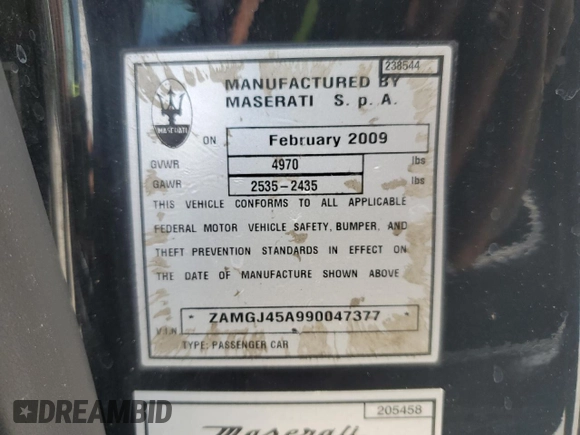 238544
MANUFACTURED BY
MASERATI S.p.A.
MASERATI
ON February 2009
GVWR 4970 lbs
GAWR 2535-2435 lbs
THIS VEHICLE CONFORMS TO ALL APPLICABLE
FEDERAL MOTOR VEHICLE SAFETY, BUMPER, AND
THEFT PREVENTION STANDARDS IN EFFECT ON
THE DATE OF MANUFACTURE SHOWN ABOVE
* ZAMGJ45A990047377 *
V.I.N.
TYPE: PASSENGER CAR
205458
Maserati
DREAMBID